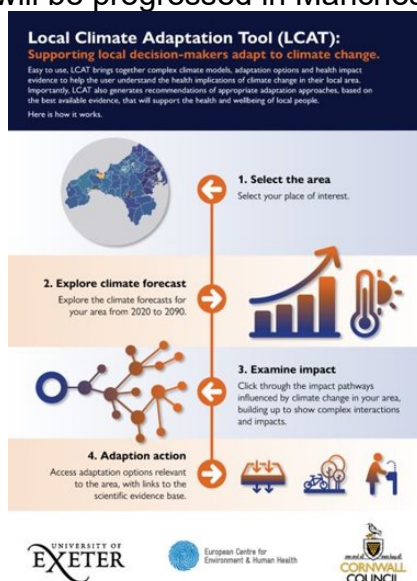 will be progressed in Manches
Local Climate Adaptation Tool (LCAT):
Supporting local decision-makers adapt to climate change.
Easy to use, LCAT brings together complex climate models, adaptation options and health impact
evidence to help the user understand the health implications of climate change in their local area.
Importantly, LCAT also generates recommendations of appropriate adaptation approaches, based on
the best available evidence, that will support the health and wellbeing of local people.
Here is how it works.
1. Select the area
Select your place of interest.
2. Explore climate forecast
Explore the climate forecasts for
your area from 2020 to 2090.
3. Examine impact
Click through the impact pathways
influenced by climate change in your area,
building up to show complex interactions
and impacts.
4. Adaption action
Access adaptation options relevant
to the area, with links to the
scientific evidence base.
UNIVERSITY OF
EXETER
European Centre for
Environment & Human Health
CORNWALL
COUNCIL